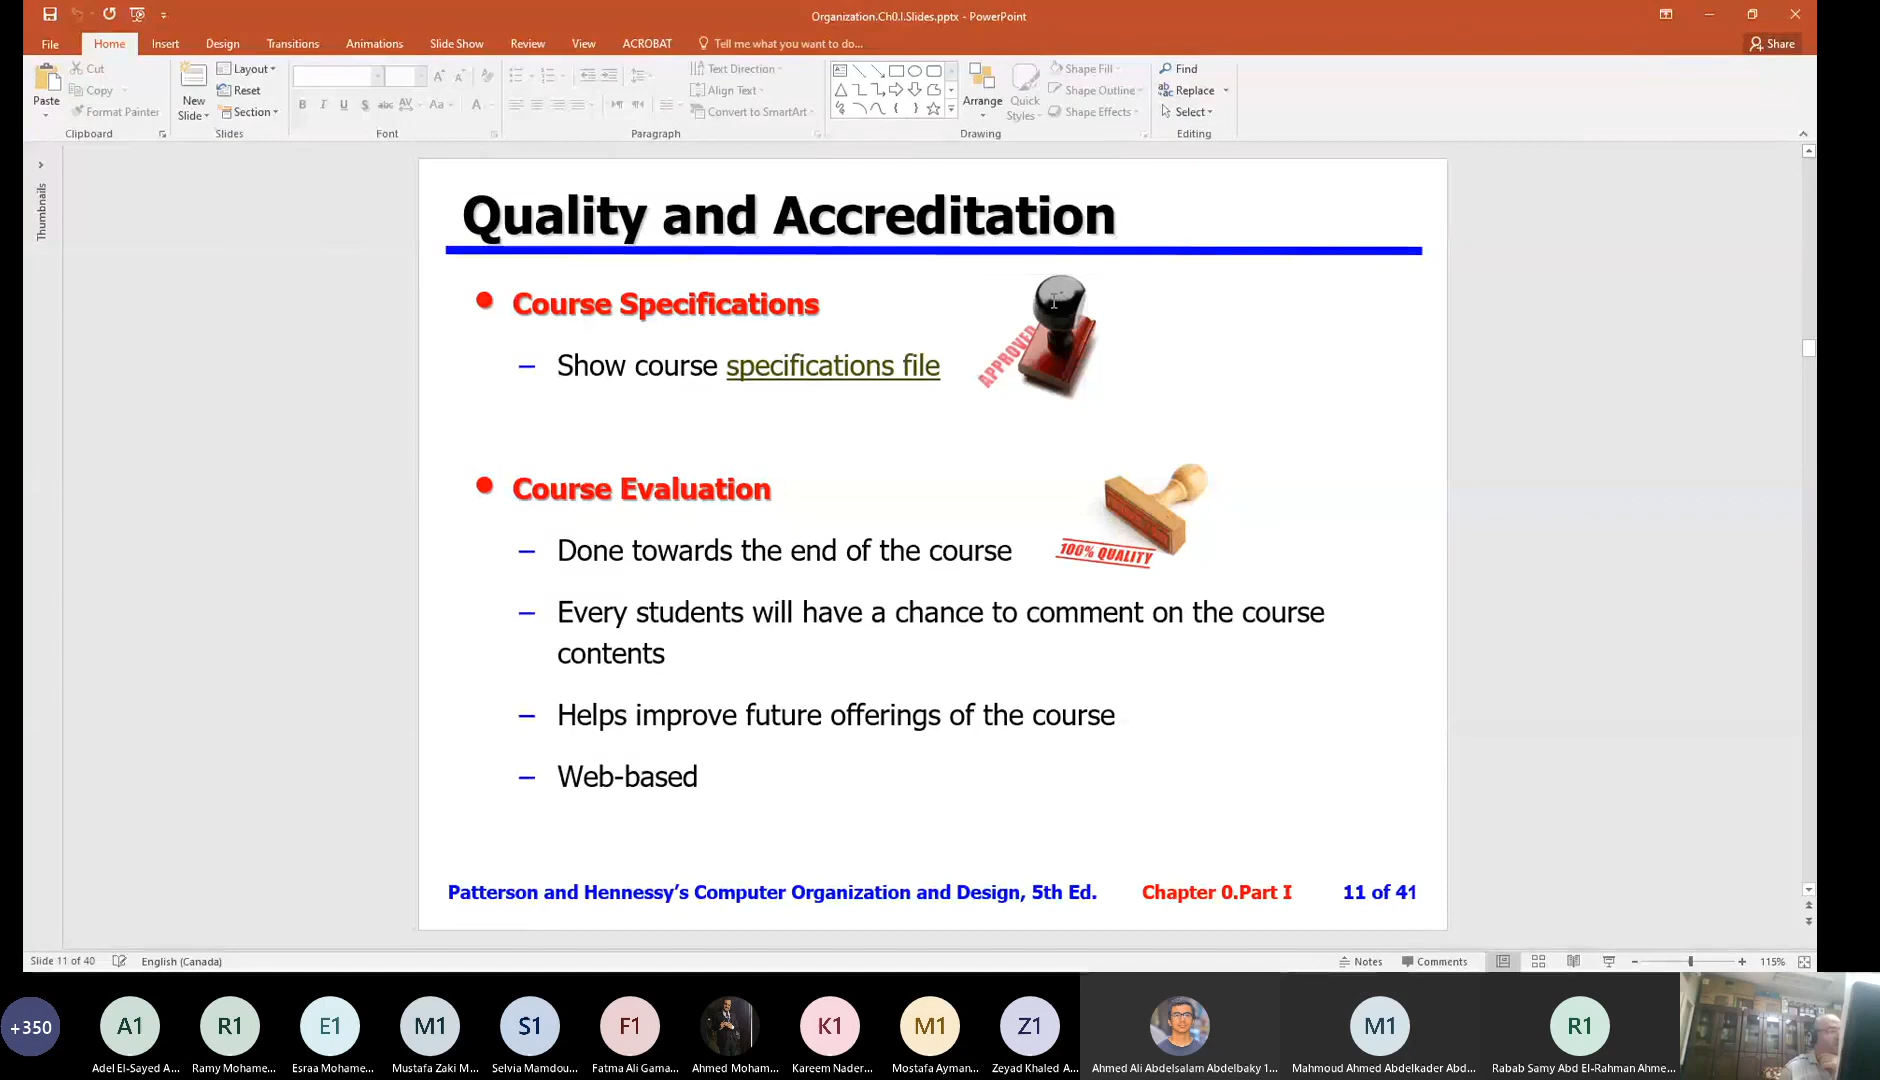 Organization.Ch0.I.Slides.pptx - PowerPoint
File Home Insert Design Transitions Animations Slide Show Review View ACROBAT Tell me what you want to do... Share
Paste Cut Copy Format Painter
Clipboard
New Slide Layout Reset Section
Slides
B I U S abc AV Aa A
Font
Text Direction Align Text Convert to SmartArt
Paragraph
Arrange Quick Styles Shape Fill Shape Outline Shape Effects
Drawing
Find Replace Select
Editing
Thumbnails
Quality and Accreditation
Course Specifications
APPROVED
– Show course specifications file
Course Evaluation
– Done towards the end of the course
100% QUALITY
– Every students will have a chance to comment on the course
contents
– Helps improve future offerings of the course
– Web-based
Patterson and Hennessy’s Computer Organization and Design, 5th Ed. Chapter 0.Part I 11 of 41
Slide 11 of 40 English (Canada) Notes Comments 115%
+350 A1 R1 E1 M1 S1 F1 K1 M1 Z1 M1 R1
Adel El-Sayed A... Ramy Mohame... Esraa Mohame... Mustafa Zaki M... Selvia Mamdou... Fatma Ali Gama... Ahmed Moham... Kareem Nader... Mostafa Ayman... Zeyad Khaled A... Ahmed Ali Abdelsalam Abdelbaky 1... Mahmoud Ahmed Abdelkader Abd... Rabab Samy Abd El-Rahman Ahme...